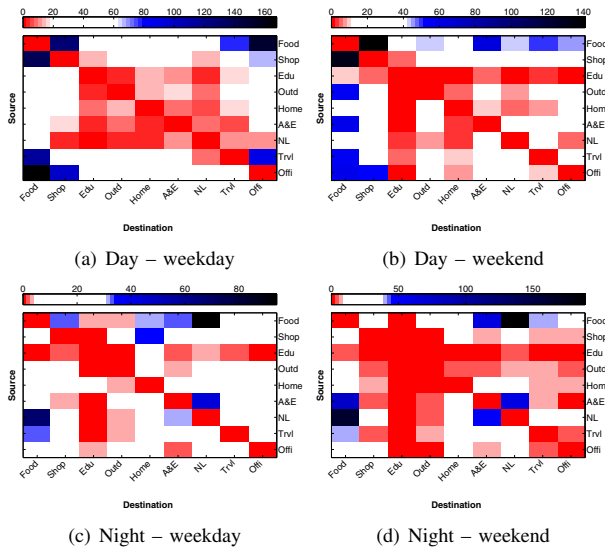 0 20 40 60 80 100 120 140 160
0 20 40 60 80 100 120 140
Source
Food
Shop
Edu
Outd
Home
A&E
NL
Trvl
Offi
Food Shop Edu Outd Home A&E NL Trvl Offi
Destination
(a) Day – weekday
Source
Food
Shop
Edu
Outd
Home
A&E
NL
Trvl
Offi
Food Shop Edu Outd Home A&E NL Trvl Offi
Destination
(b) Day – weekend
0 20 40 60 80
0 50 100 150
Source
Food
Shop
Edu
Outd
Home
A&E
NL
Trvl
Offi
Food Shop Edu Outd Home A&E NL Trvl Offi
Destination
(c) Night – weekday
Source
Food
Shop
Edu
Outd
Home
A&E
NL
Trvl
Offi
Food Shop Edu Outd Home A&E NL Trvl Offi
Destination
(d) Night – weekend